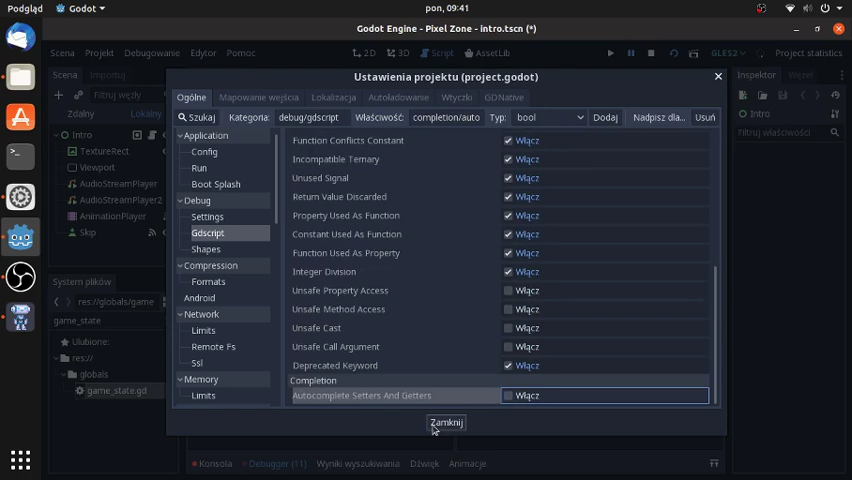 Podgląd
Godot
pon, 09:41
Godot Engine - Pixel Zone - intro.tscn (*)
Scena Projekt Debugowanie Edytor Pomoc
2D 3D Script AssetLib
GLES2
Project statistics
Scena Importuj
Filtruj węzły
Zdalny Lokalny
Intro
TextureRect
Viewport
AudioStreamPlayer
AudioStreamPlayer2
AnimationPlayer
Skip
System plików
res://globals/game
game_state
Ulubione:
res://
globals
game_state.gd
Ustawienia projektu (project.godot)
Ogólne Mapowanie wejścia Lokalizacja Autoładowanie Wtyczki GDNative
Szukaj Kategoria: debug/gdscript Właściwość: completion/auto Typ: bool Dodaj Nadpisz dla... Usuń
Application
Config
Run
Boot Splash
Debug
Settings
Gdscript
Shapes
Compression
Formats
Android
Network
Limits
Remote Fs
Ssl
Memory
Limits
Function Conflicts Constant Włącz
Incompatible Ternary Włącz
Unused Signal Włącz
Return Value Discarded Włącz
Property Used As Function Włącz
Constant Used As Function Włącz
Function Used As Property Włącz
Integer Division Włącz
Unsafe Property Access Włącz
Unsafe Method Access Włącz
Unsafe Cast Włącz
Unsafe Call Argument Włącz
Deprecated Keyword Włącz
Completion
Autocomplete Setters And Getters Włącz
Zamknij
Inspektor Węzeł
Intro
Filtruj właściwości
Konsola Debugger (11) Wyniki wyszukiwania Dźwięk Animacje